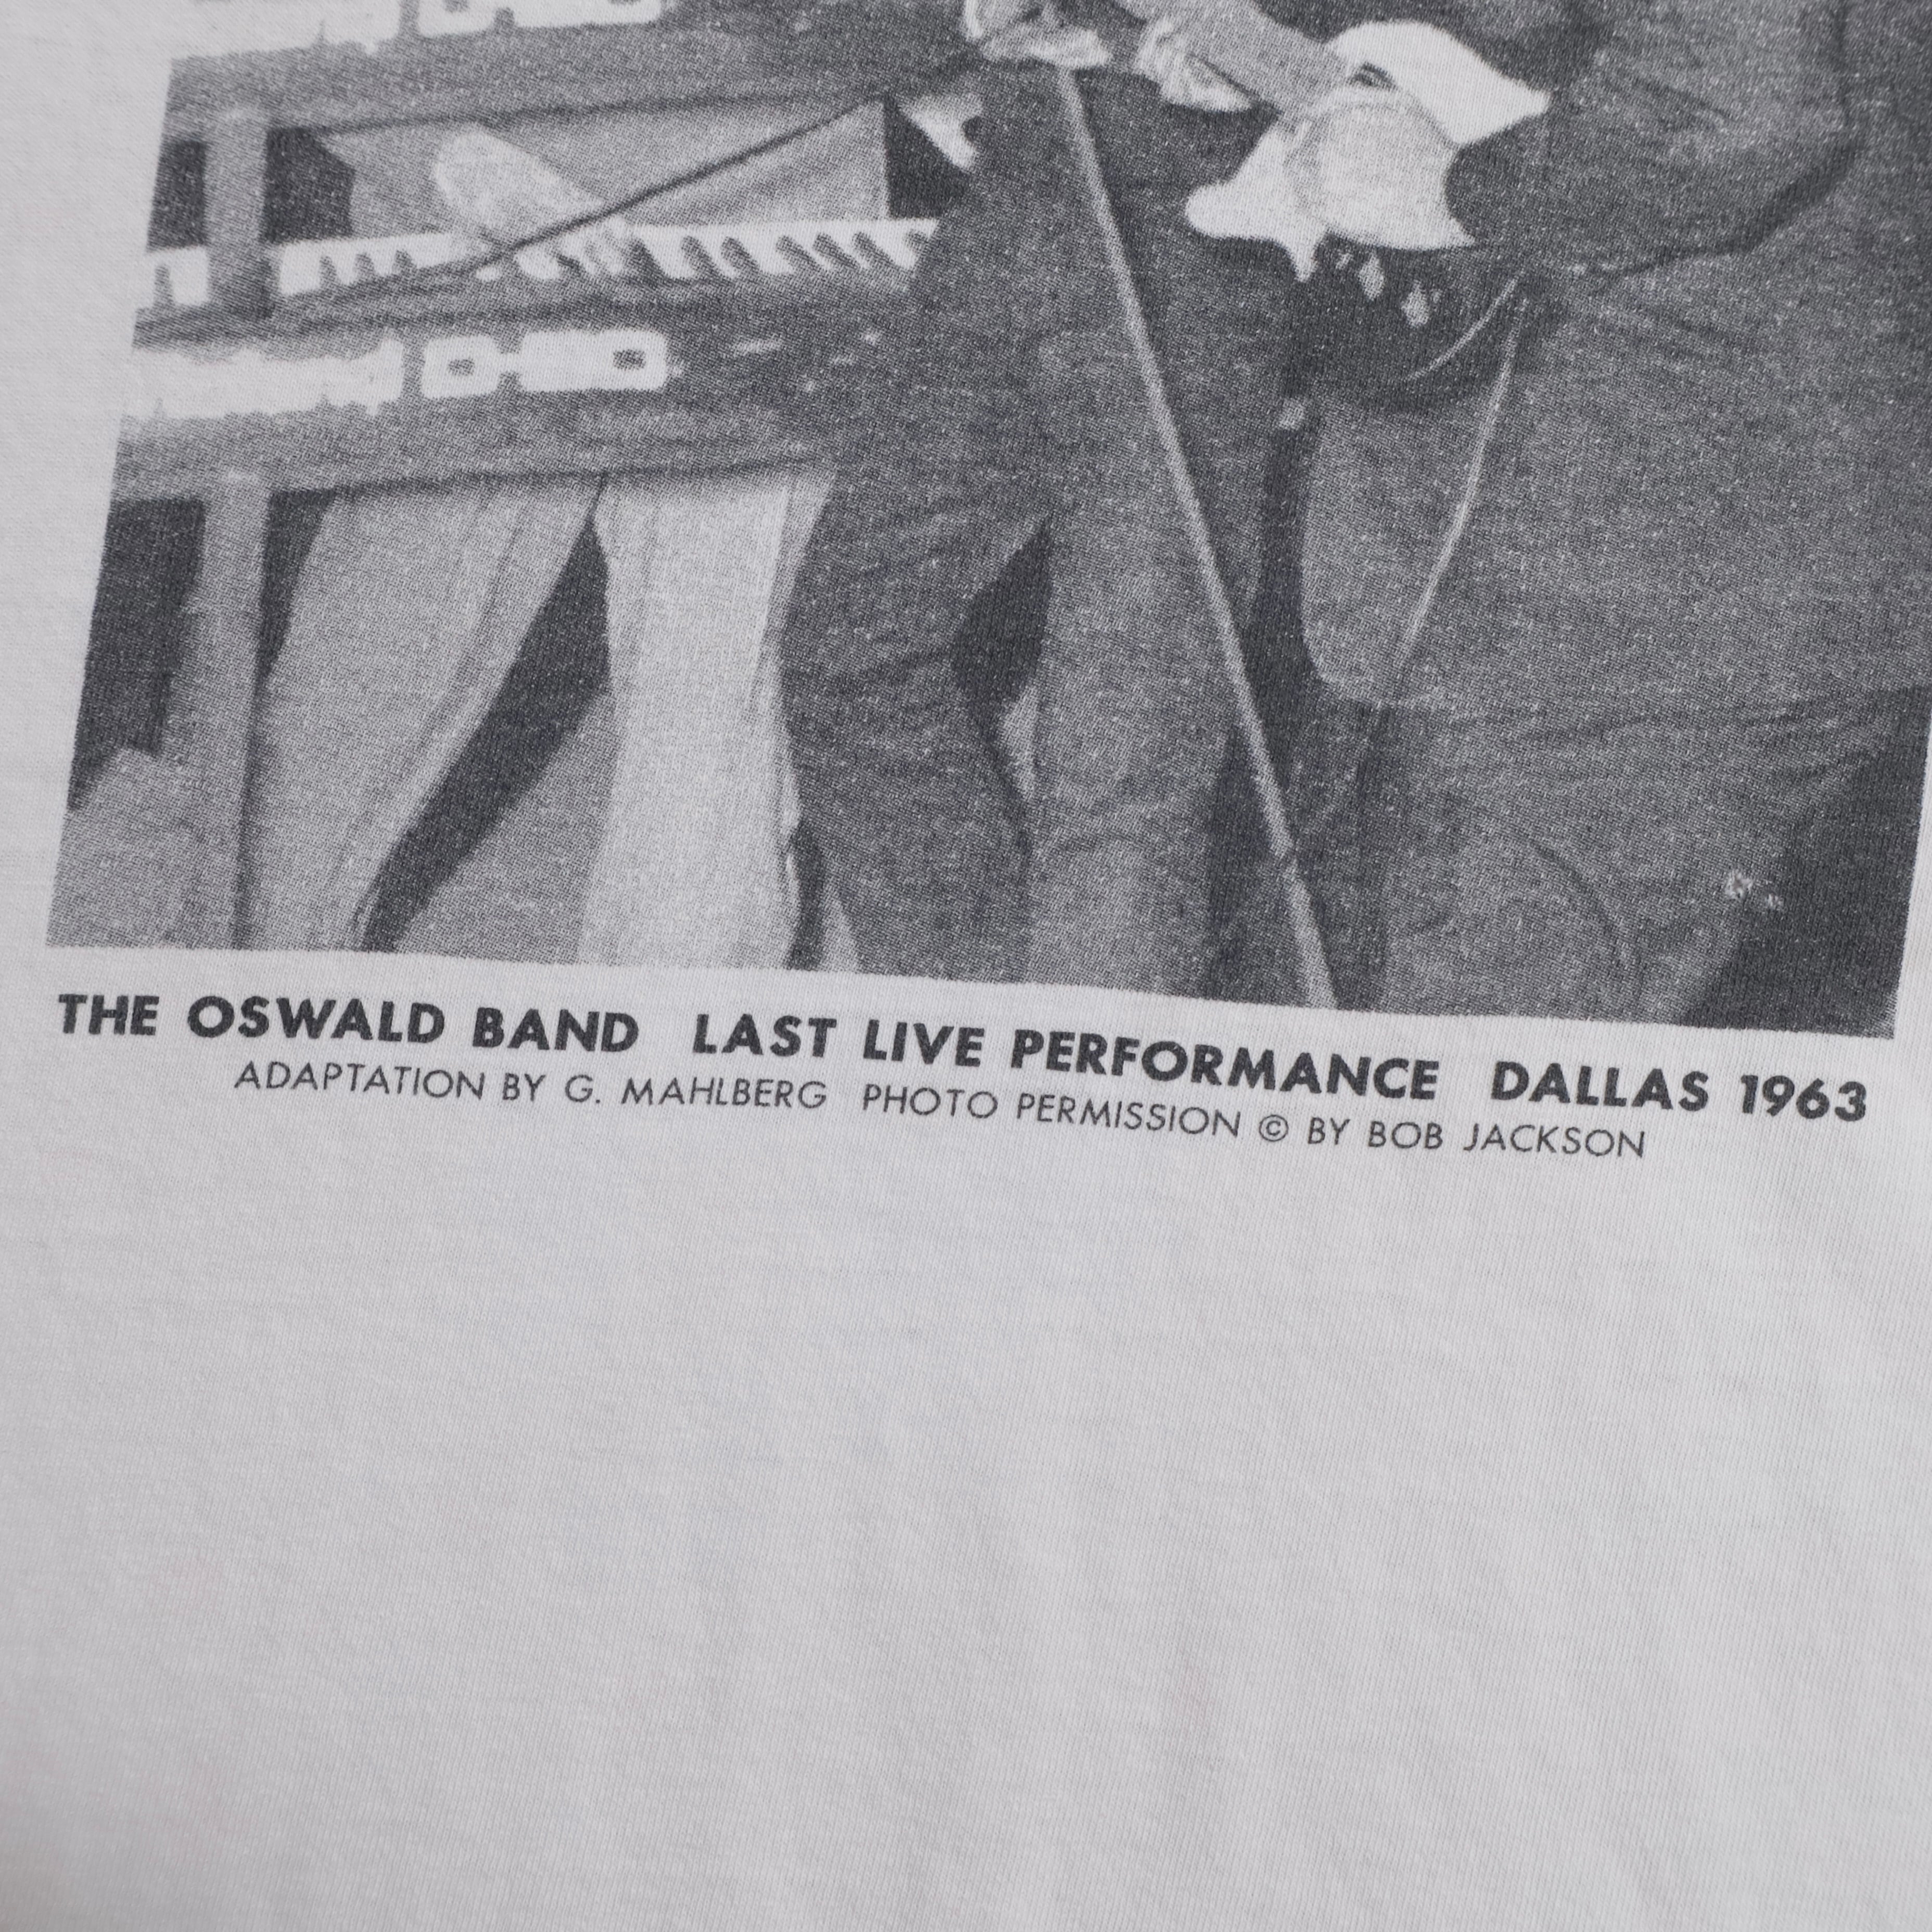 THE OSWALD BAND LAST LIVE PERFORMANCE DALLAS 1963
ADAPTATION BY G. MAHLBERG PHOTO PERMISSION © BY BOB JACKSON